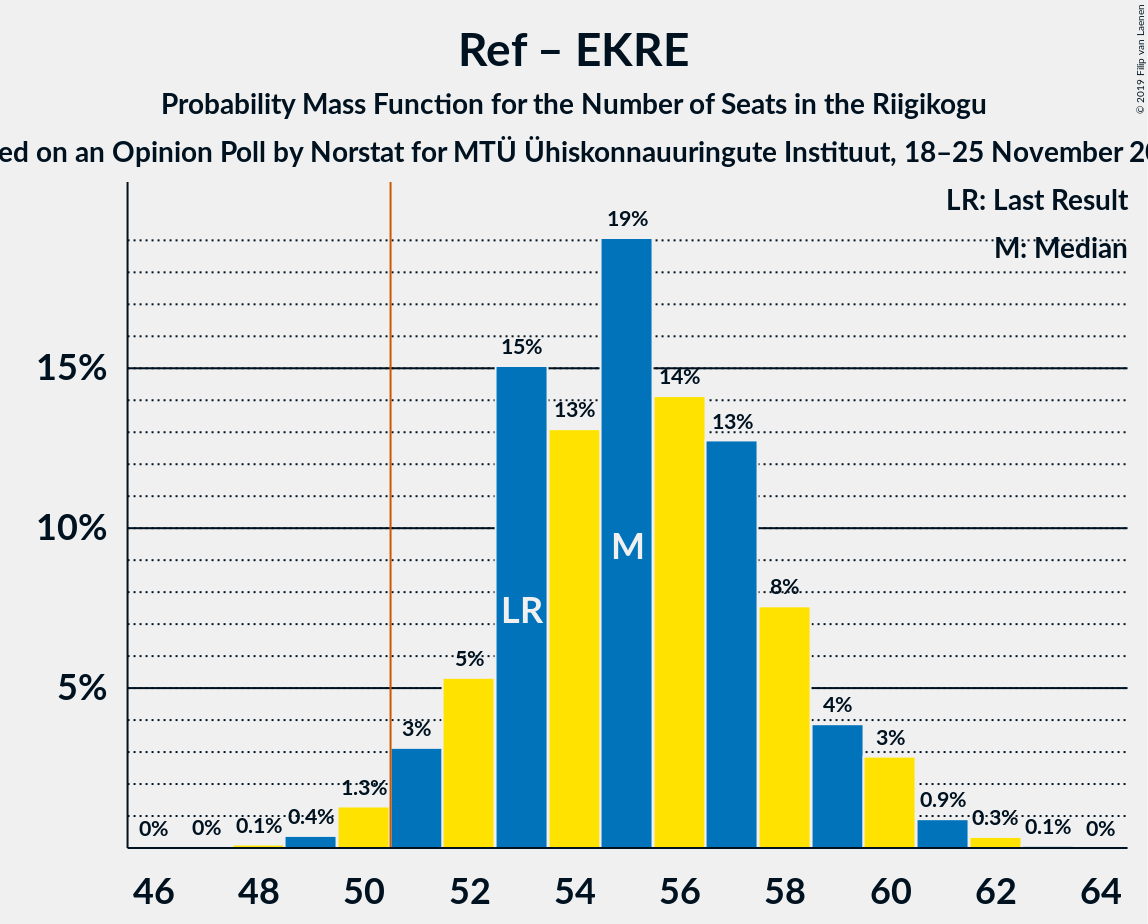 Ref – EKRE
Probability Mass Function for the Number of Seats in the Riigikogu
on an Opinion Poll by Norstat for MTÜ Ühiskonnauuringute Instituut, 18–25 November
© 2019 Filip van Laenen
LR: Last Result
M: Median
19%
15%
15%
14%
13%
13%
10%
M
8%
LR
5%
5%
4%
3%
3%
1.3%
0.9%
0.4%
0.3%
0%
0%
0.1%
0.1%
0%
46 48 50 52 54 56 58 60 62 64